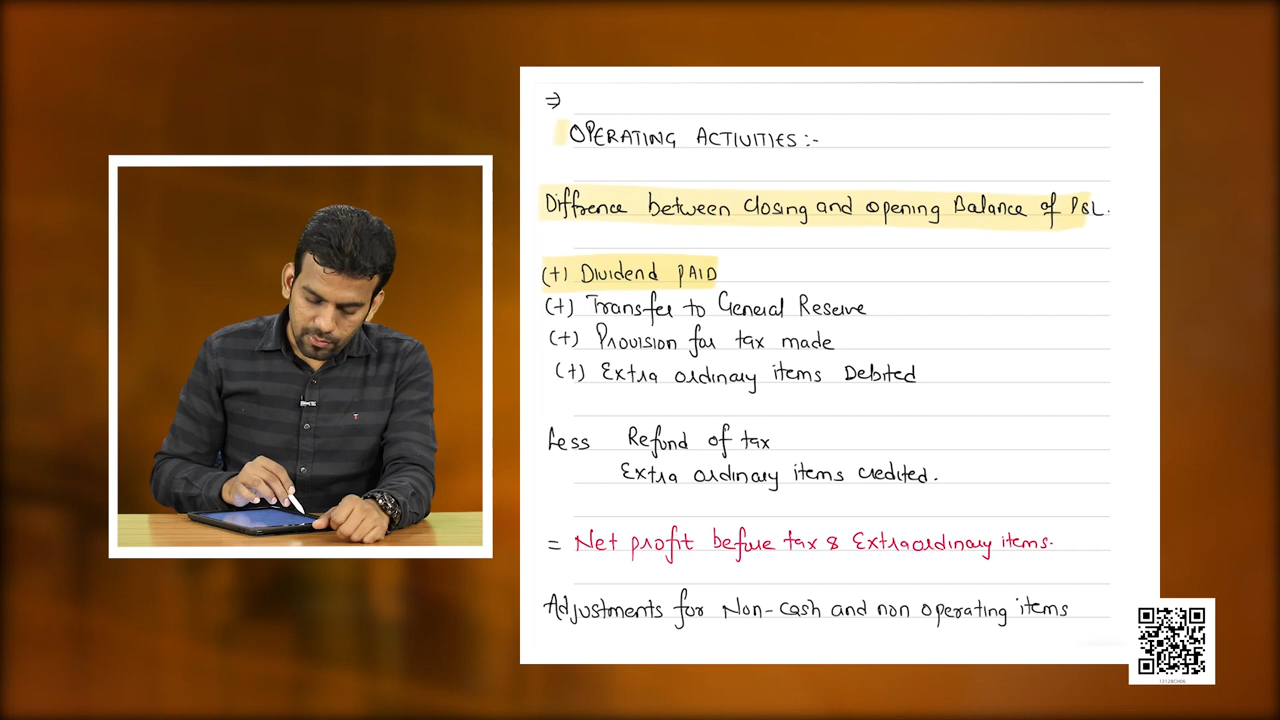 ⇒
OPERATING ACTIVITIES :-
Diffrence between Closing and Opening Balance of P&L.
(+) Dividend PAID
(+) Transfer to General Reserve
(+) Provision for tax made
(+) Extra ordinary items Debited
Less Refund of tax
Extra ordinary items credited.
= Net profit before tax & Extraordinary items.
Adjustments for Non-Cash and non operating items
12128CH06